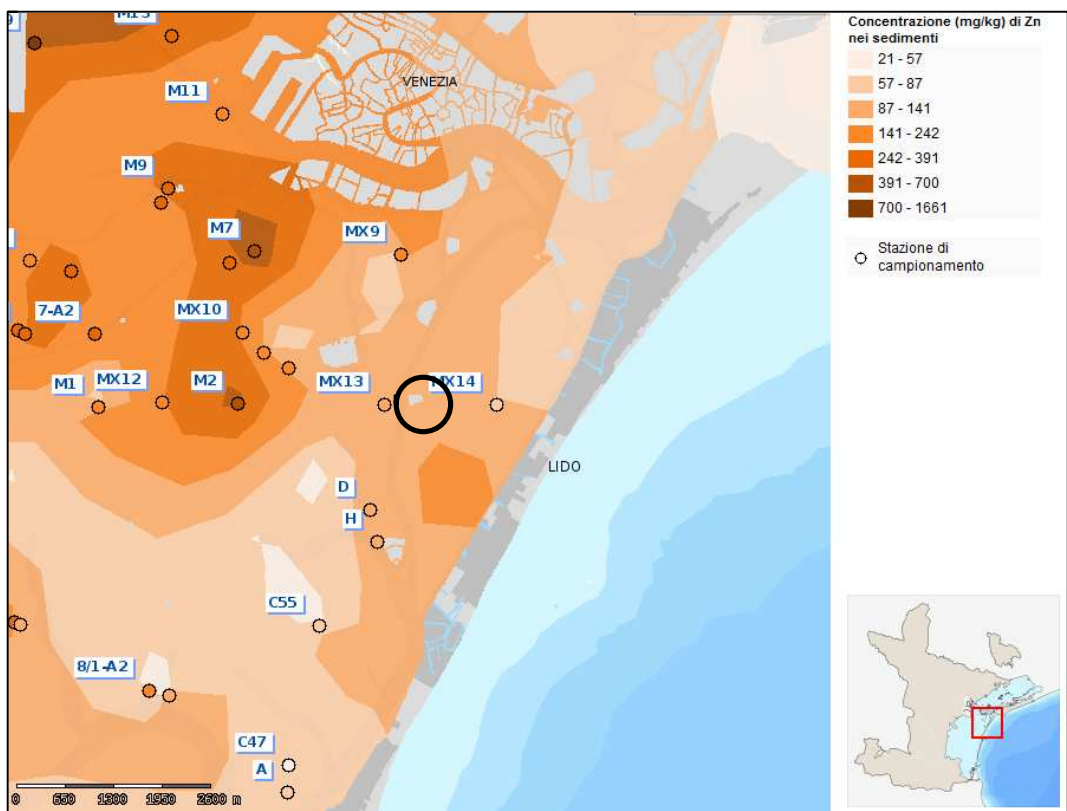 M15
M11
VENEZIA
M9
M7
MX9
7-A2
MX10
M1
MX12
M2
MX13
MX14
LIDO
D
H
C55
8/1-A2
C47
A
0 650 1300 1950 2600 m
Concentrazione (mg/kg) di Zn
nei sedimenti
21 - 57
57 - 87
87 - 141
141 - 242
242 - 391
391 - 700
700 - 1661
Stazione di
campionamento